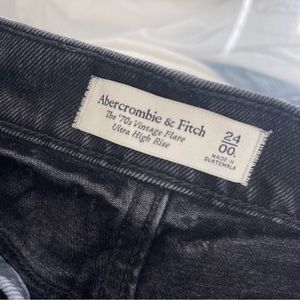 Abercrombie & Fitch
The '70s Vintage Flare
Ultra High Rise
24
00.
MADE IN
GUATEMALA